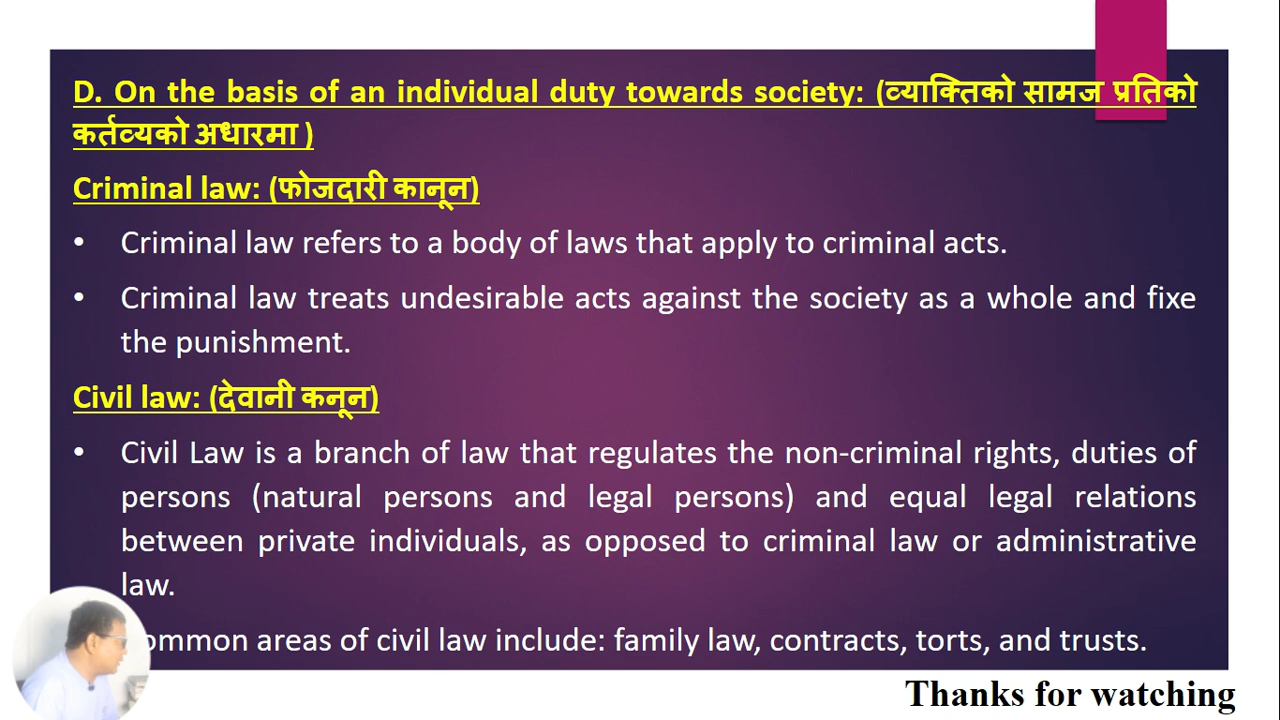 D. On the basis of an individual duty towards society: (व्याक्तिको सामज प्रतिको
कर्तव्यको अधारमा )
Criminal law: (फोजदारी कानून)
• Criminal law refers to a body of laws that apply to criminal acts.
• Criminal law treats undesirable acts against the society as a whole and fixe
the punishment.
Civil law: (देवानी कनून)
• Civil Law is a branch of law that regulates the non-criminal rights, duties of
persons (natural persons and legal persons) and equal legal relations
between private individuals, as opposed to criminal law or administrative
law.
ommon areas of civil law include: family law, contracts, torts, and trusts.
Thanks for watching